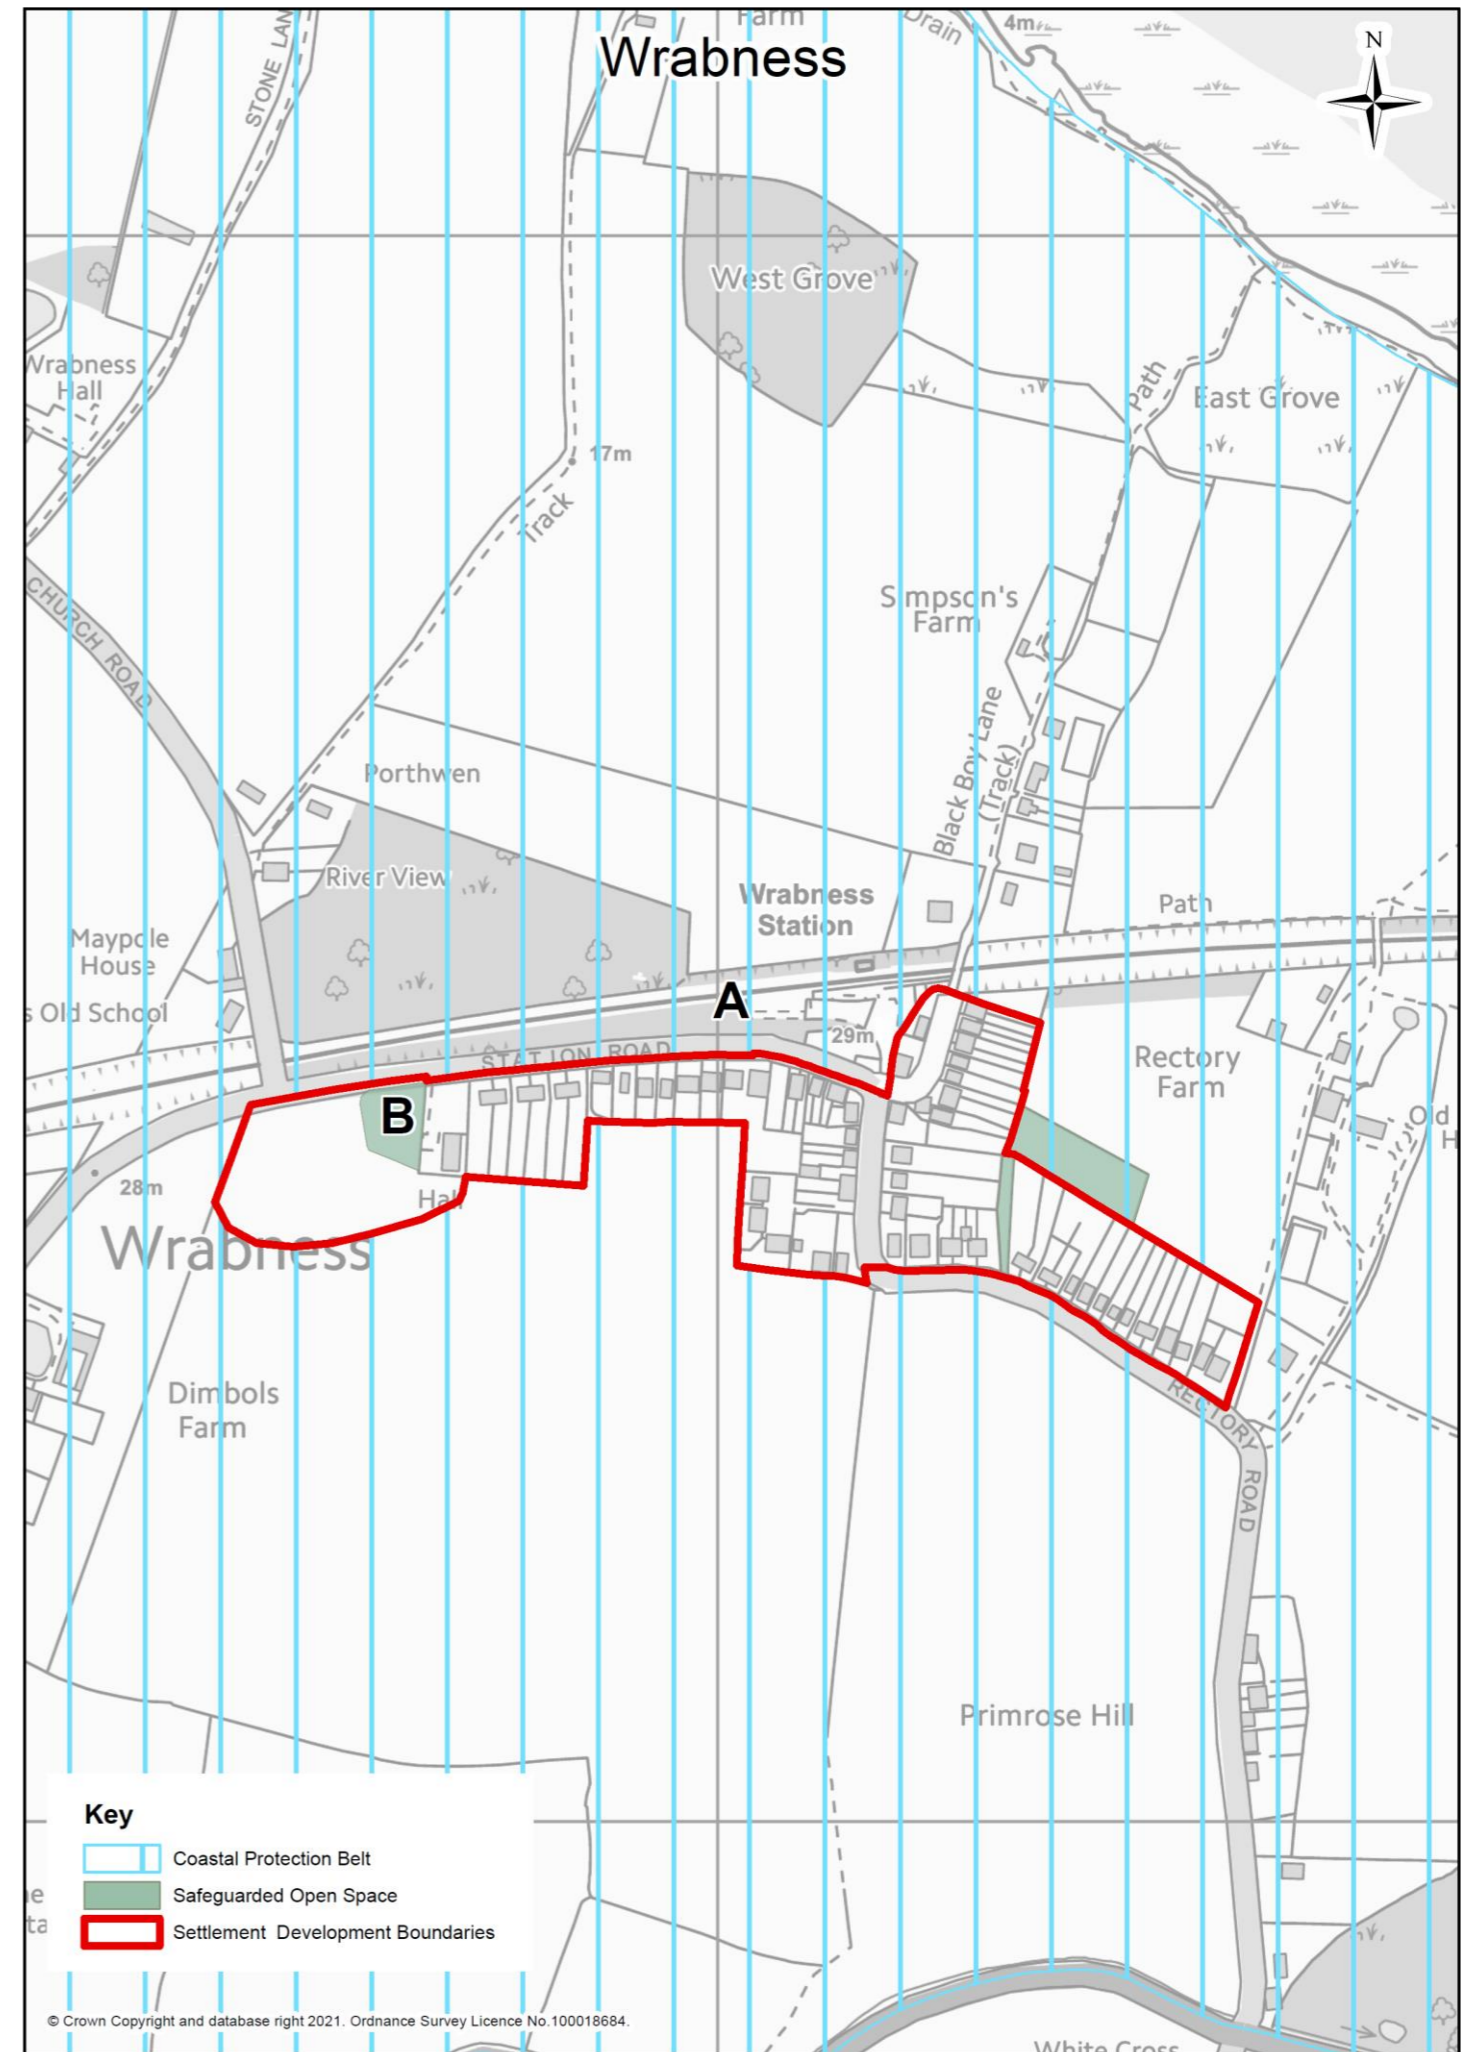 Farm
Drain
4m
N
Wrabness
STONE LAN
West Grove
Wrabness
Hall
Path
East Grove
17m
Track
CHURCH ROAD
Simpson's
Farm
Black Boy Lane
(Track)
Porthwen
River View
Wrabness
Station
Path
Maypole
House
s Old School
A
29m
STATION ROAD
Rectory
Farm
B
Old
H
28m
Hall
Wrabness
Dimbols
Farm
RECTORY ROAD
Primrose Hill
Key
Coastal Protection Belt
Safeguarded Open Space
Settlement Development Boundaries
© Crown Copyright and database right 2021. Ordnance Survey Licence No.100018684.
White Cross